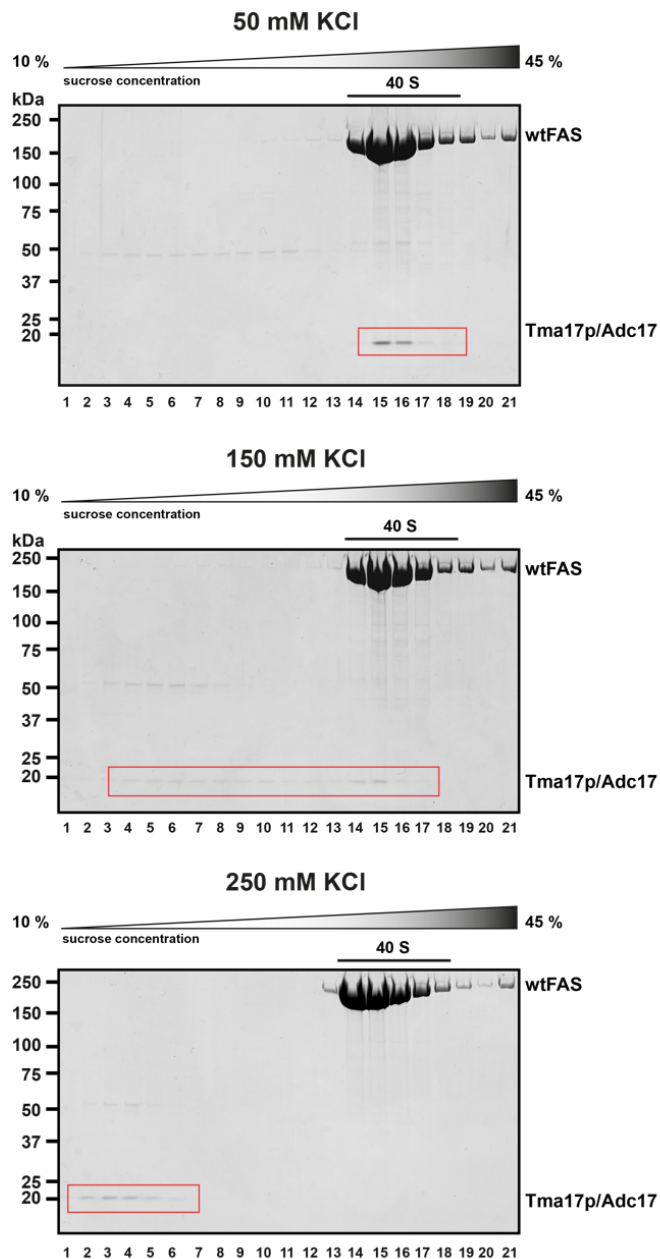 50 mM KCl
10 % 45 %
sucrose concentration
40 S
kDa
250 wtFAS
150
100
75
50
37
25
20 Tma17p/Adc17
1 2 3 4 5 6 7 8 9 10 11 12 13 14 15 16 17 18 19 20 21
150 mM KCl
10 % 45 %
sucrose concentration
40 S
kDa
250 wtFAS
150
100
75
50
37
25
20 Tma17p/Adc17
1 2 3 4 5 6 7 8 9 10 11 12 13 14 15 16 17 18 19 20 21
250 mM KCl
10 % 45 %
sucrose concentration
40 S
250 wtFAS
150
100
75
50
37
25
20 Tma17p/Adc17
1 2 3 4 5 6 7 8 9 10 11 12 13 14 15 16 17 18 19 20 21